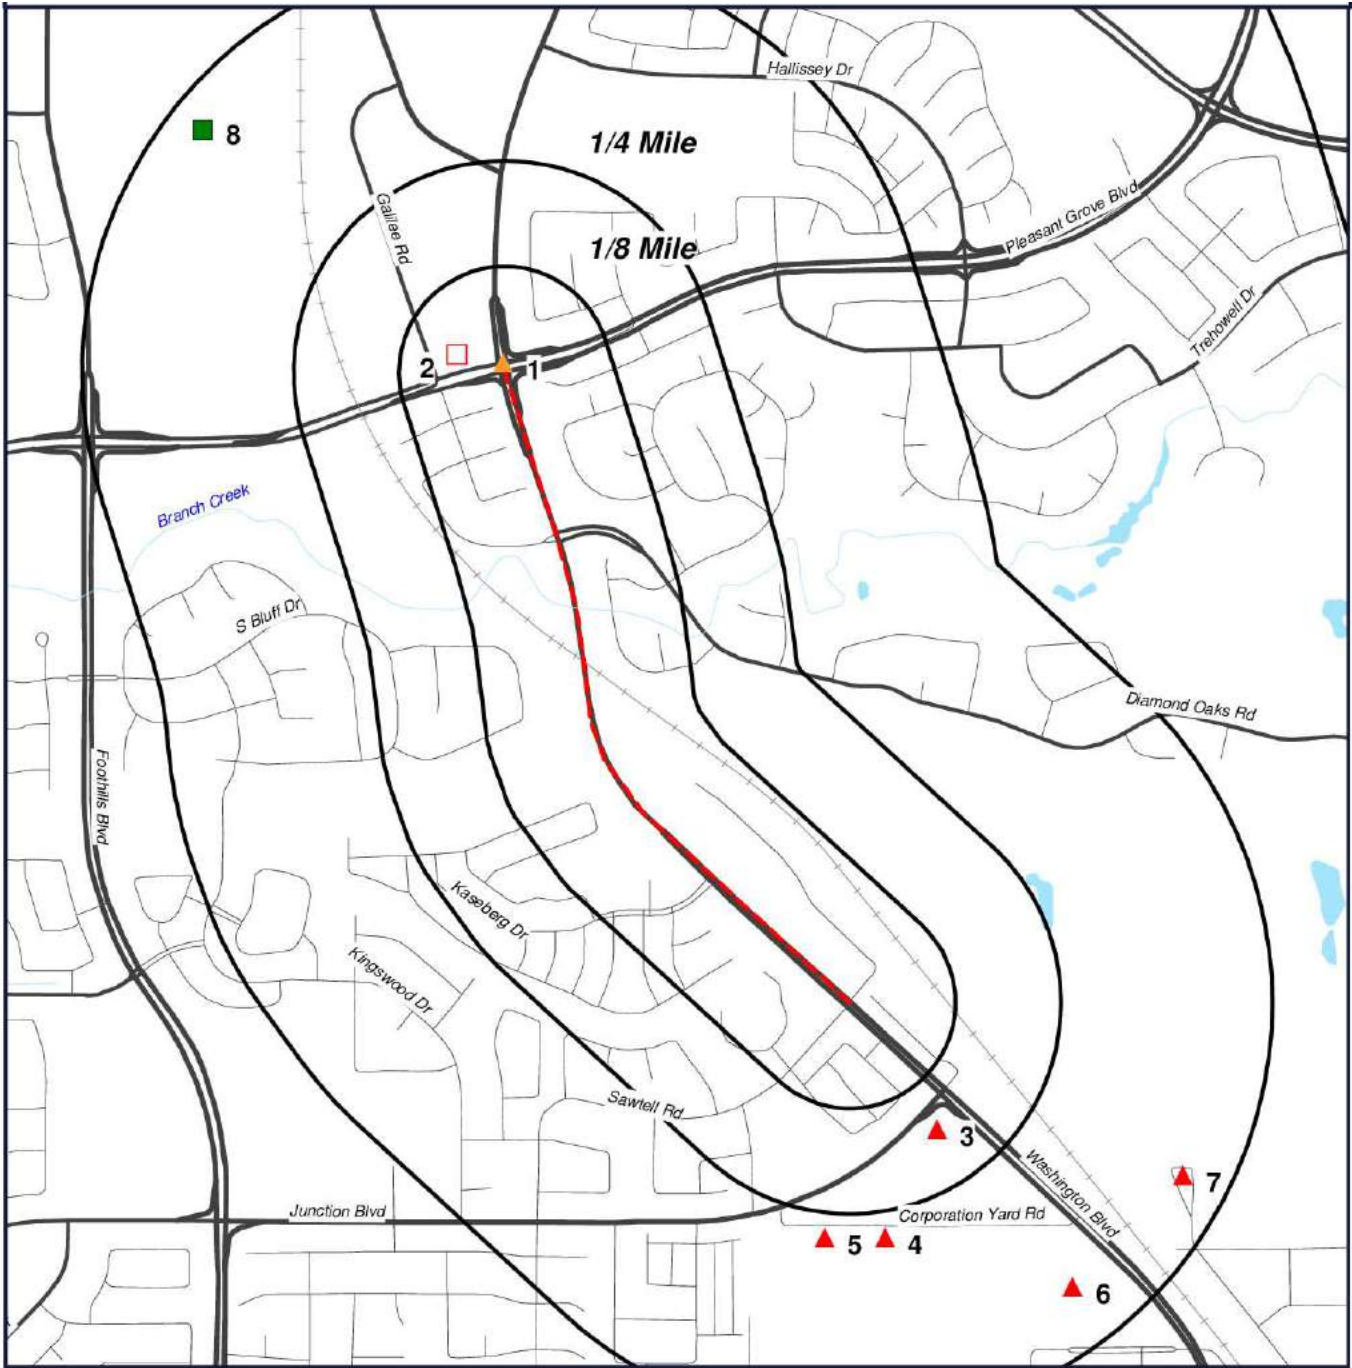 Hallissey Dr
8
1/4 Mile
Galilee Rd
Pleasant Grove Blvd
1/8 Mile
Trehowell Dr
2
1
Branch Creek
S Bluff Dr
Diamond Oaks Rd
Foothills Blvd
Kaseberg Dr
Kingswood Dr
Sawtell Rd
3
Washington Blvd
7
Junction Blvd
Corporation Yard Rd
5
4
6